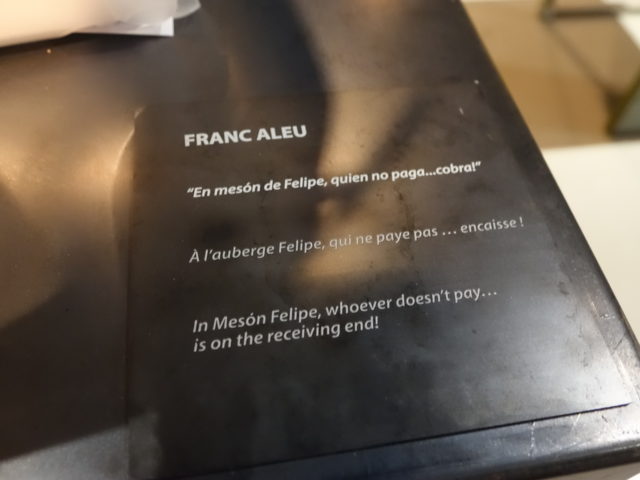 FRANC ALEU
“En mesón de Felipe, quien no paga...cobra!”
À l’auberge Felipe, qui ne paye pas ... encaisse !
In Mesón Felipe, whoever doesn’t pay...
is on the receiving end!